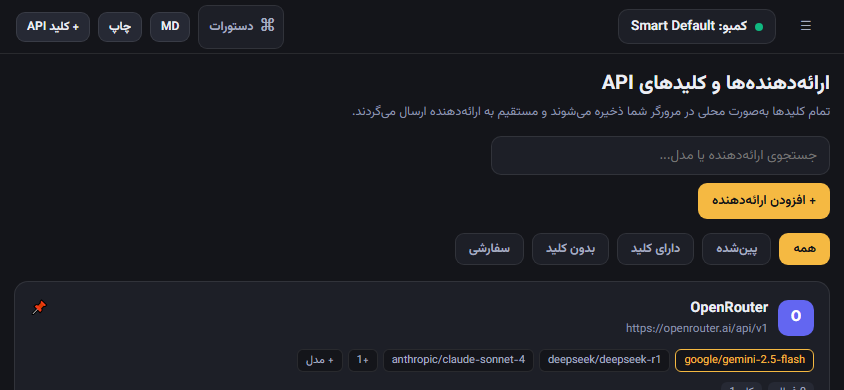 ☰ کمبو: Smart Default ⌘ دستورات MD چاپ + کلید API
ارائه‌دهنده‌ها و کلیدهای API
تمام کلیدها به‌صورت محلی در مرورگر شما ذخیره می‌شوند و مستقیم به ارائه‌دهنده ارسال می‌گردند.
جستجوی ارائه‌دهنده یا مدل...
+ افزودن ارائه‌دهنده
همه پین‌شده دارای کلید بدون کلید سفارشی
O OpenRouter
https://openrouter.ai/api/v1
google/gemini-2.5-flash deepseek/deepseek-r1 anthropic/claude-sonnet-4 +1 + مدل